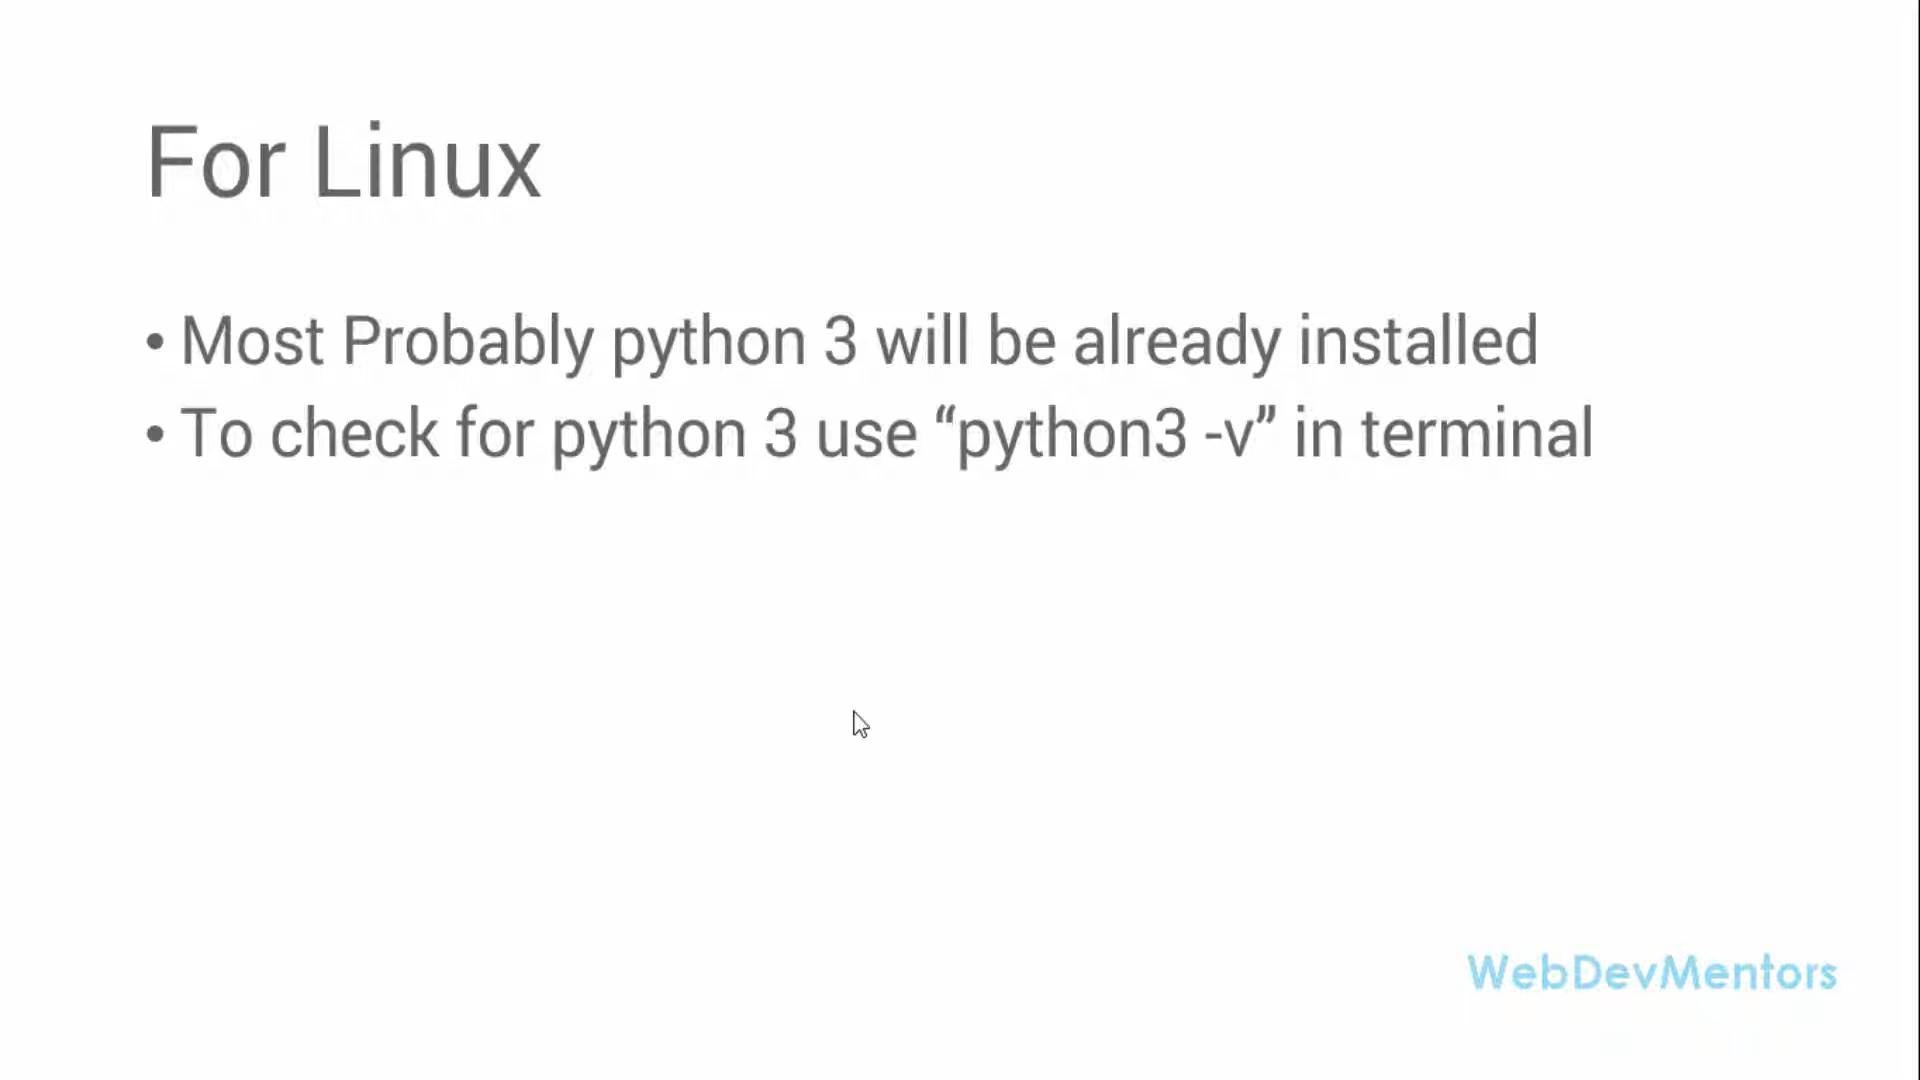 For Linux
• Most Probably python 3 will be already installed
• To check for python 3 use “python3 -v” in terminal
WebDevMentors